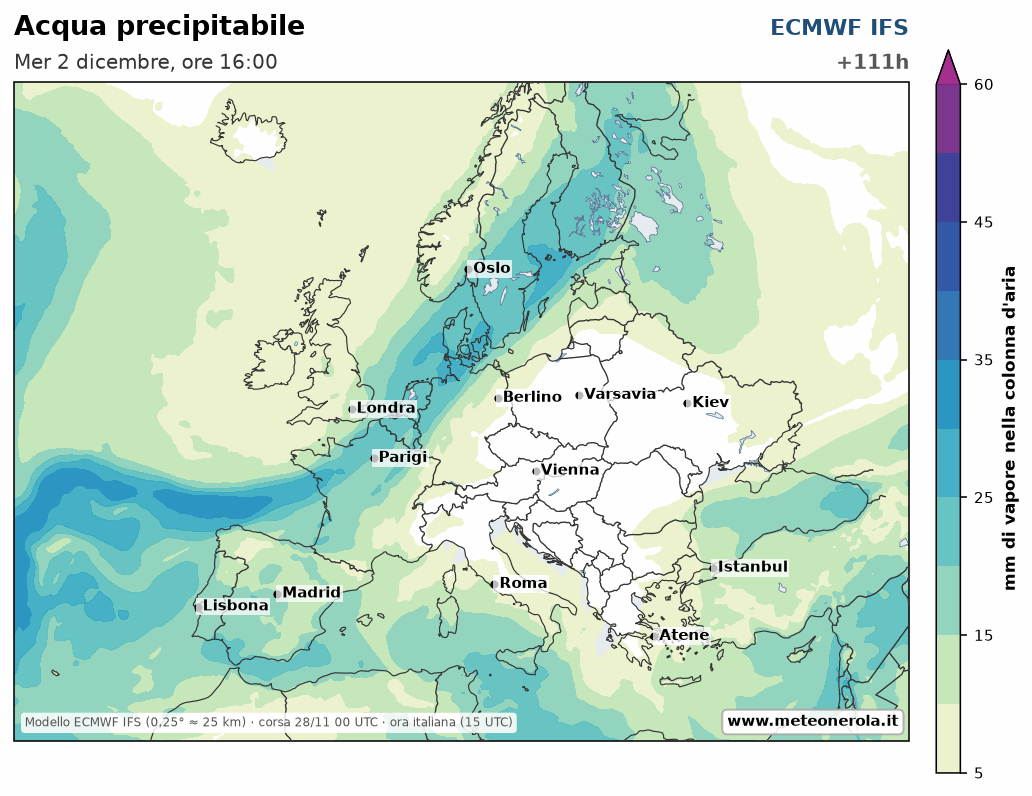 Acqua precipitabile
ECMWF IFS
Mer 2 dicembre, ore 16:00
+111h
60
45
35
25
15
5
mm di vapore nella colonna d'aria
Oslo
Londra
Berlino
Varsavia
Kiev
Parigi
Vienna
Istanbul
Roma
Madrid
Lisbona
Atene
Modello ECMWF IFS (0,25° ≈ 25 km) · corsa 28/11 00 UTC · ora italiana (15 UTC)
www.meteonerola.it